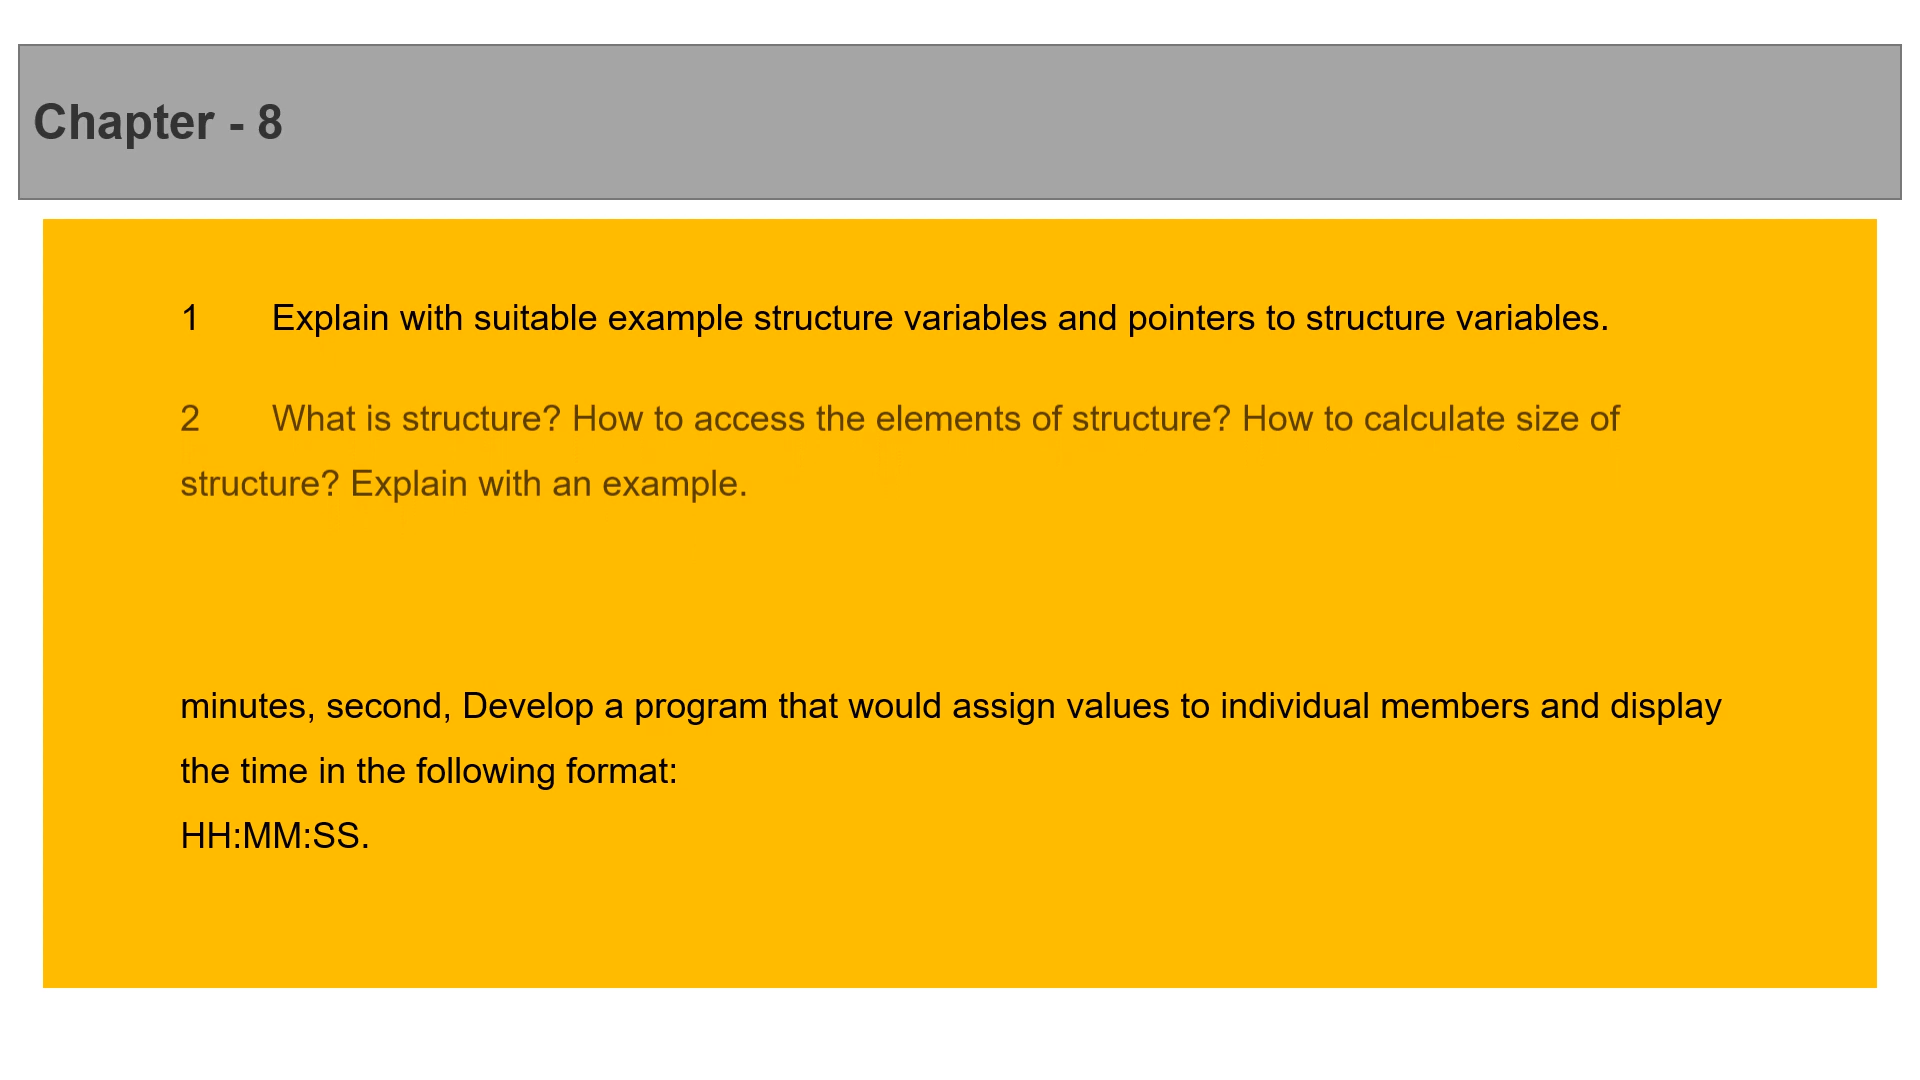 Chapter - 8
1 Explain with suitable example structure variables and pointers to structure variables.
2 What is structure? How to access the elements of structure? How to calculate size of
structure? Explain with an example.
minutes, second, Develop a program that would assign values to individual members and display
the time in the following format:
HH:MM:SS.